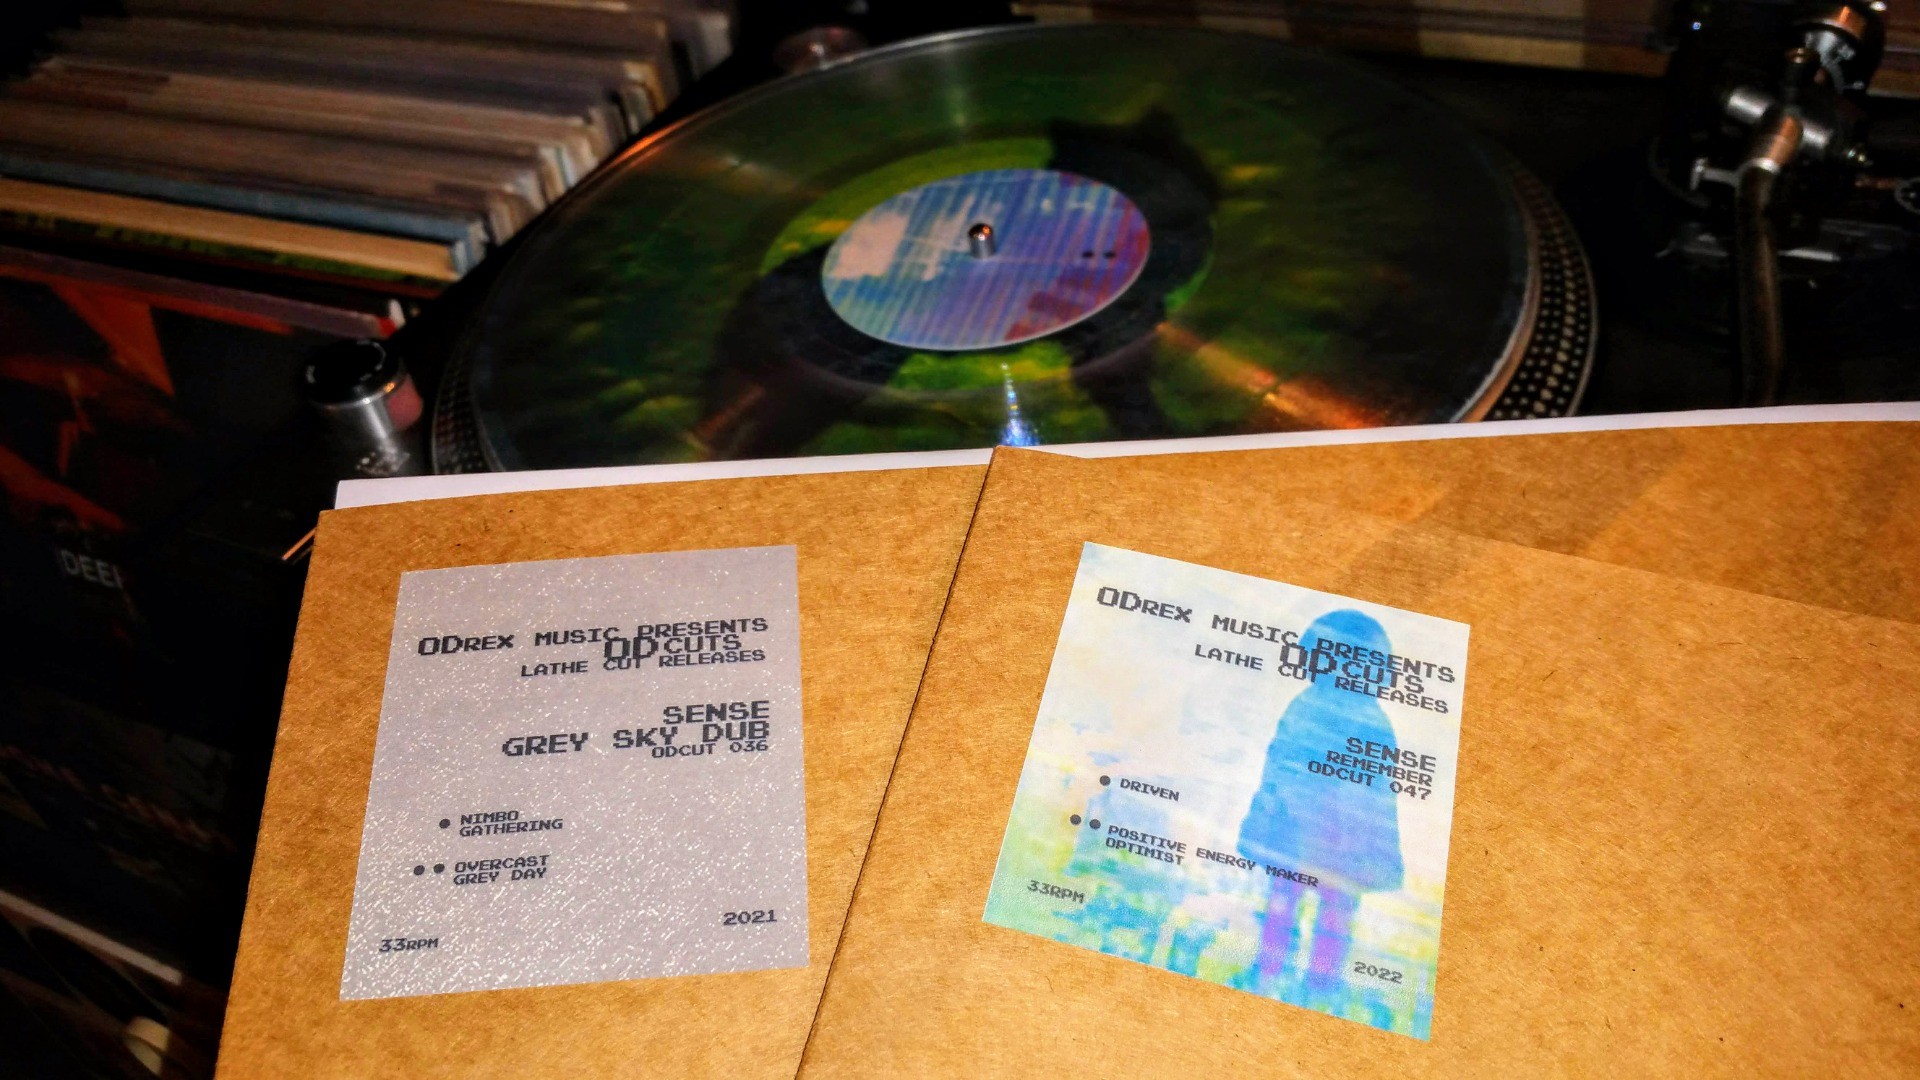 DEE
ODREX MUSIC PRESENTS
OD CUTS
LATHE CUT RELEASES
SENSE
GREY SKY DUB
ODCUT 036
NIMBO
GATHERING
OVERCAST
GREY DAY
2021
33RPM
ODREX MUSIC PRESENTS
OD CUTS
LATHE CUT RELEASES
SENSE
REMEMBER
ODCUT 047
DRIVEN
POSITIVE ENERGY MAKER
OPTIMIST
33RPM
2022